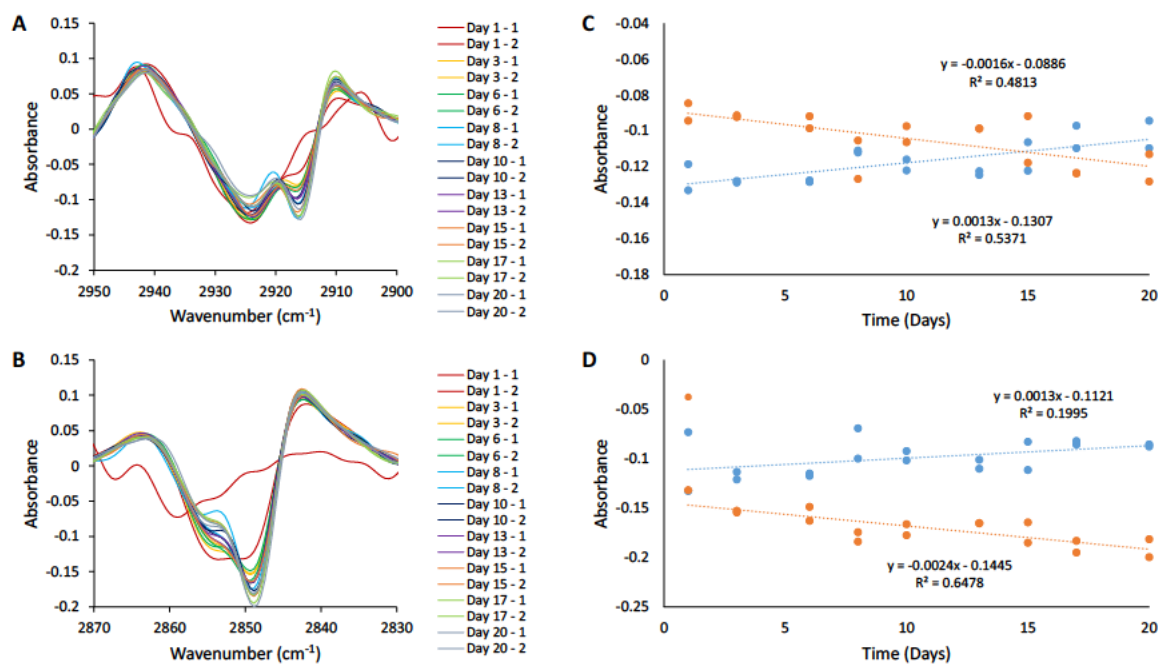 A
0.15
0.1
0.05
0
-0.05
-0.1
-0.15
-0.2
Absorbance
2950 2940 2930 2920 2910 2900
Wavenumber (cm⁻¹)
Day 1 - 1
Day 1 - 2
Day 3 - 1
Day 3 - 2
Day 6 - 1
Day 6 - 2
Day 8 - 1
Day 8 - 2
Day 10 - 1
Day 10 - 2
Day 13 - 1
Day 13 - 2
Day 15 - 1
Day 15 - 2
Day 17 - 1
Day 17 - 2
Day 20 - 1
Day 20 - 2
C
-0.04
-0.06
-0.08
-0.1
-0.12
-0.14
-0.16
-0.18
Absorbance
y = -0.0016x - 0.0886
R² = 0.4813
y = 0.0013x - 0.1307
R² = 0.5371
0 5 10 15 20
Time (Days)
B
0.15
0.1
0.05
0
-0.05
-0.1
-0.15
-0.2
Absorbance
2870 2860 2850 2840 2830
Wavenumber (cm⁻¹)
Day 1 - 1
Day 1 - 2
Day 3 - 1
Day 3 - 2
Day 6 - 1
Day 6 - 2
Day 8 - 1
Day 8 - 2
Day 10 - 1
Day 10 - 2
Day 13 - 1
Day 13 - 2
Day 15 - 1
Day 15 - 2
Day 17 - 1
Day 17 - 2
Day 20 - 1
Day 20 - 2
D
0
-0.05
-0.1
-0.15
-0.2
-0.25
Absorbance
y = 0.0013x - 0.1121
R² = 0.1995
y = -0.0024x - 0.1445
R² = 0.6478
0 5 10 15 20
Time (Days)